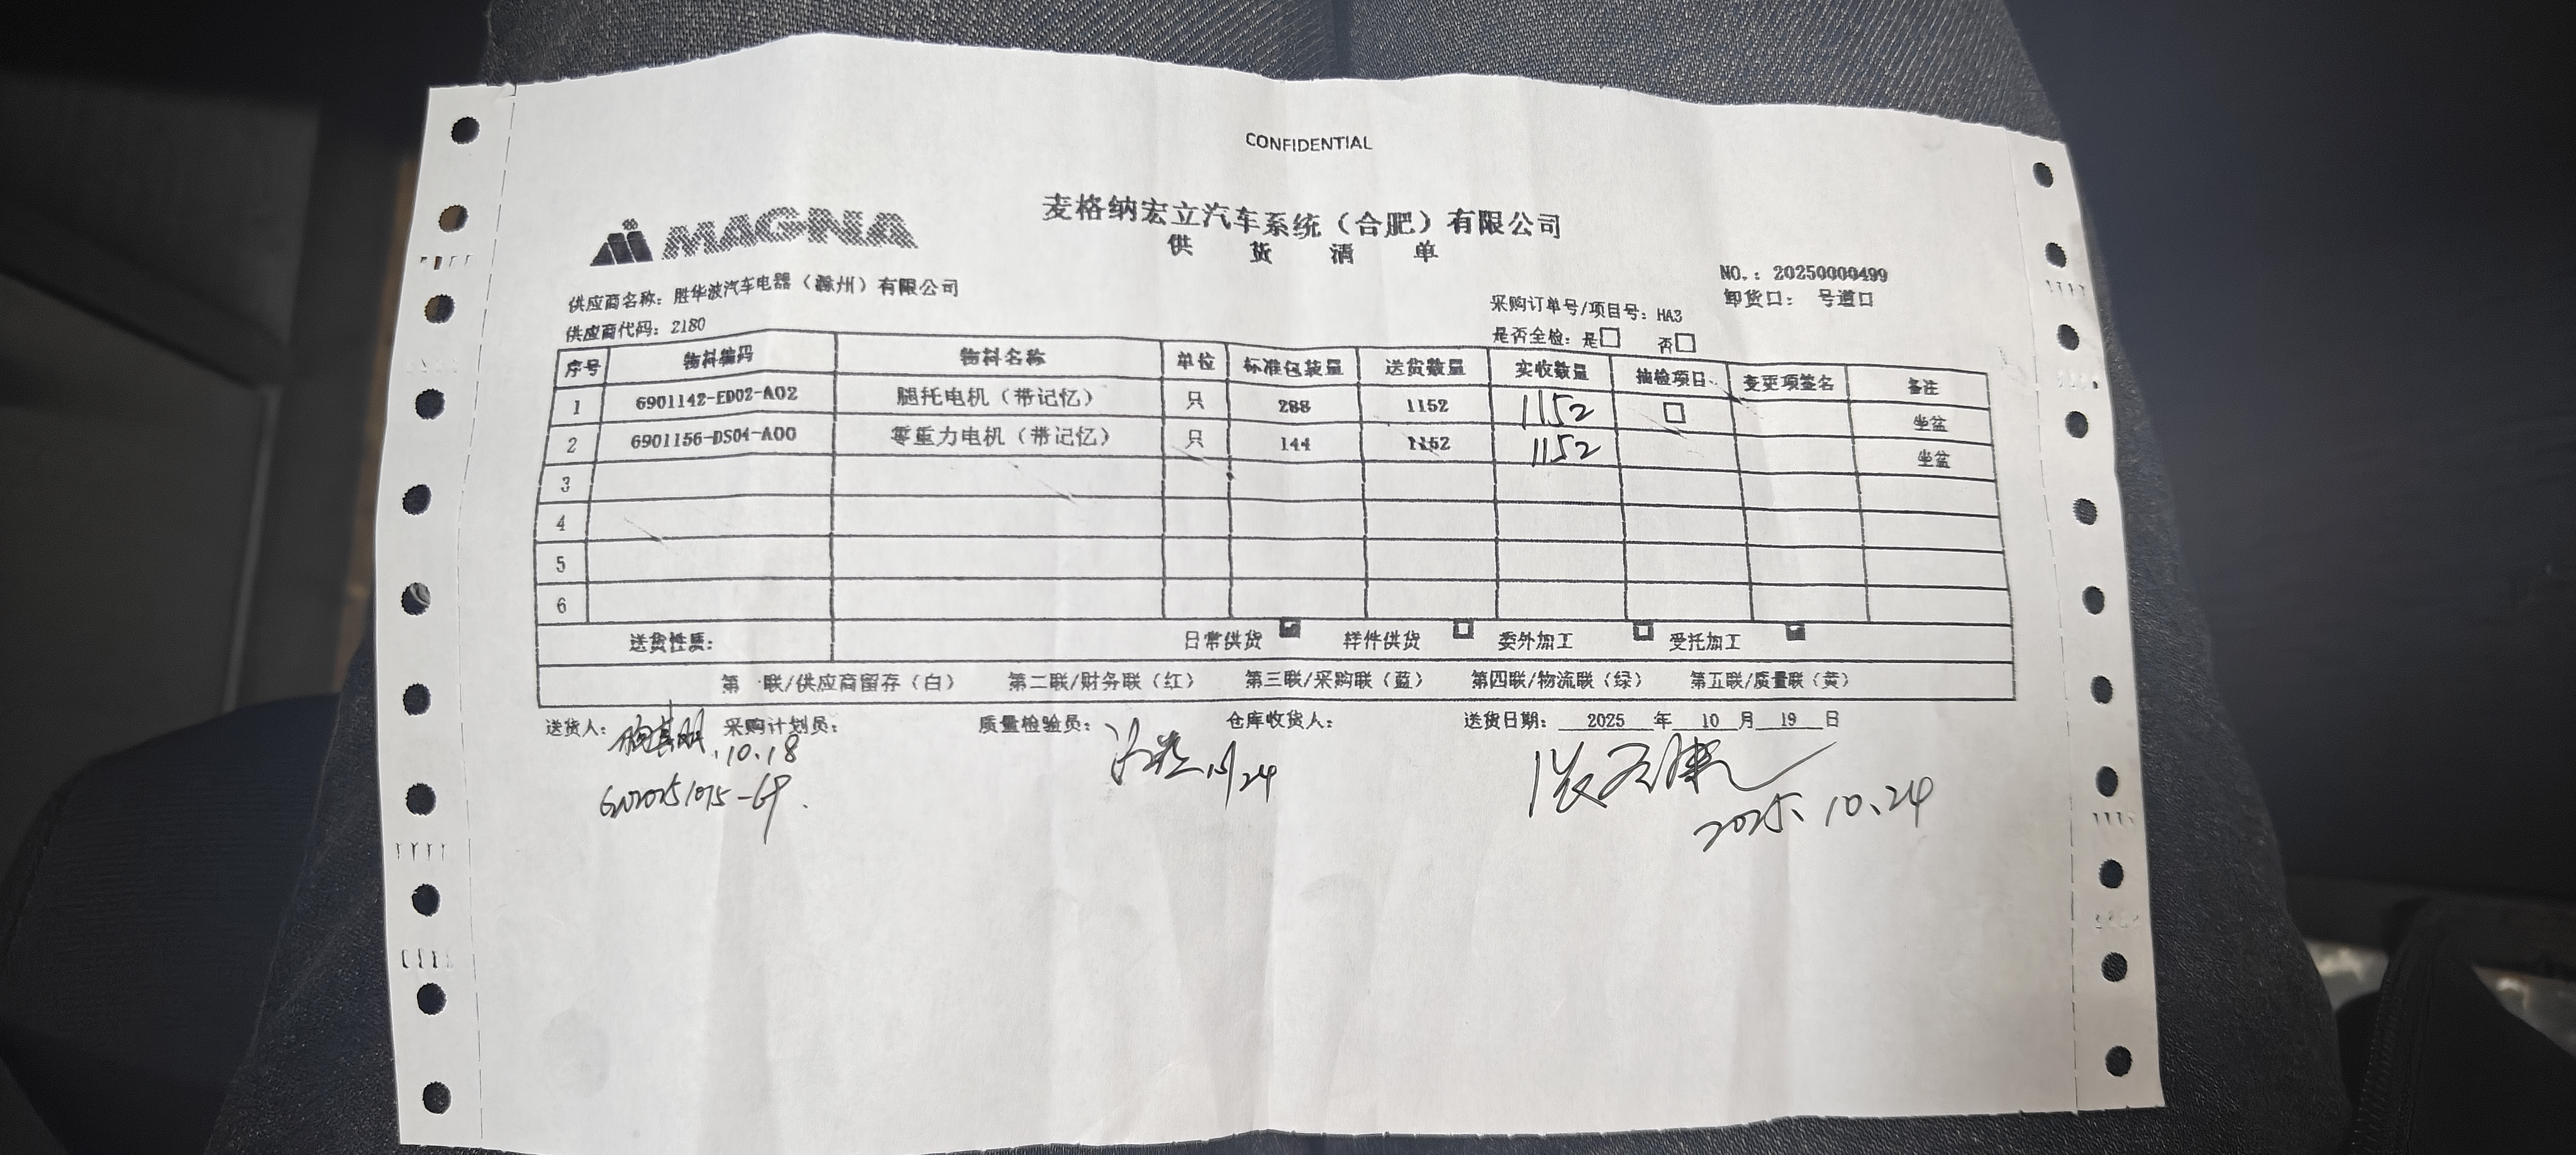 CONFIDENTIAL
MAGNA
麦格纳宏立汽车系统（合肥）有限公司
供 货 清 单
NO.: 20250000499
供应商名称: 胜华波汽车电器（滁州）有限公司
采购订单号/项目号: HA3 卸货口: 号道口
供应商代码: 2180
是否全检: 是□ 否□
序号 物料编码 物料名称 单位 标准包装量 送货数量 实收数量 抽检项目 变更项签名 备注
1 6901142-ED02-A02 腿托电机（带记忆） 只 288 1152 1152 □ 坐盆
2 6901156-DS04-A00 零重力电机（带记忆） 只 144 1152 1152 坐盆
3
4
5
6
送货性质: 日常供货 样件供货 委外加工 受托加工
第一联/供应商留存（白） 第二联/财务联（红） 第三联/采购联（蓝） 第四联/物流联（绿） 第五联/质量联（黄）
送货人: 采购计划员: 质量检验员: 仓库收货人: 送货日期: 2025 年 10 月 19 日
10.18
10/24
2025.10.24